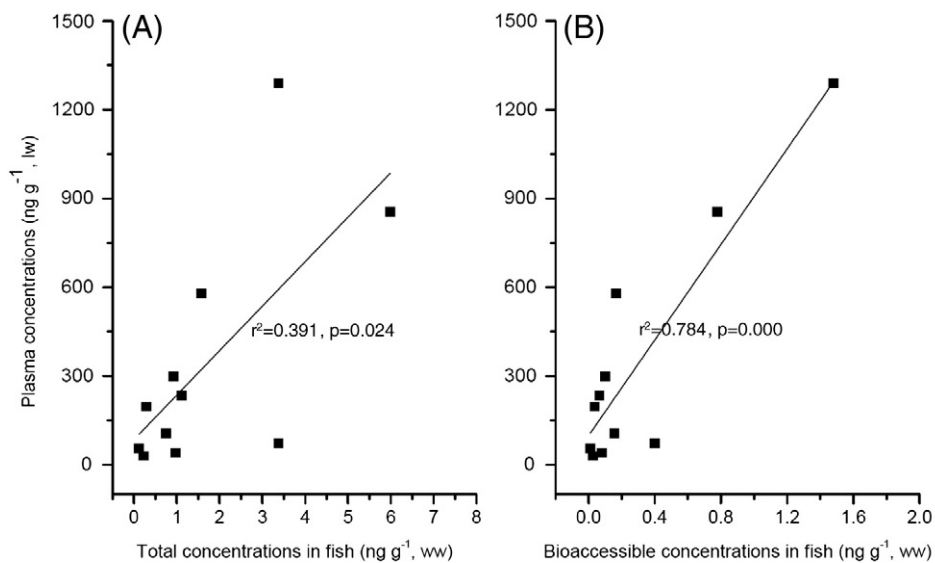 (A)
(B)
Plasma concentrations (ng g⁻¹, lw)
1500
1200
900
600
300
0
r²=0.391, p=0.024
0 1 2 3 4 5 6 7 8
Total concentrations in fish (ng g⁻¹, ww)
1500
1200
900
600
300
0
r²=0.784, p=0.000
0.0 0.4 0.8 1.2 1.6 2.0
Bioaccessible concentrations in fish (ng g⁻¹, ww)